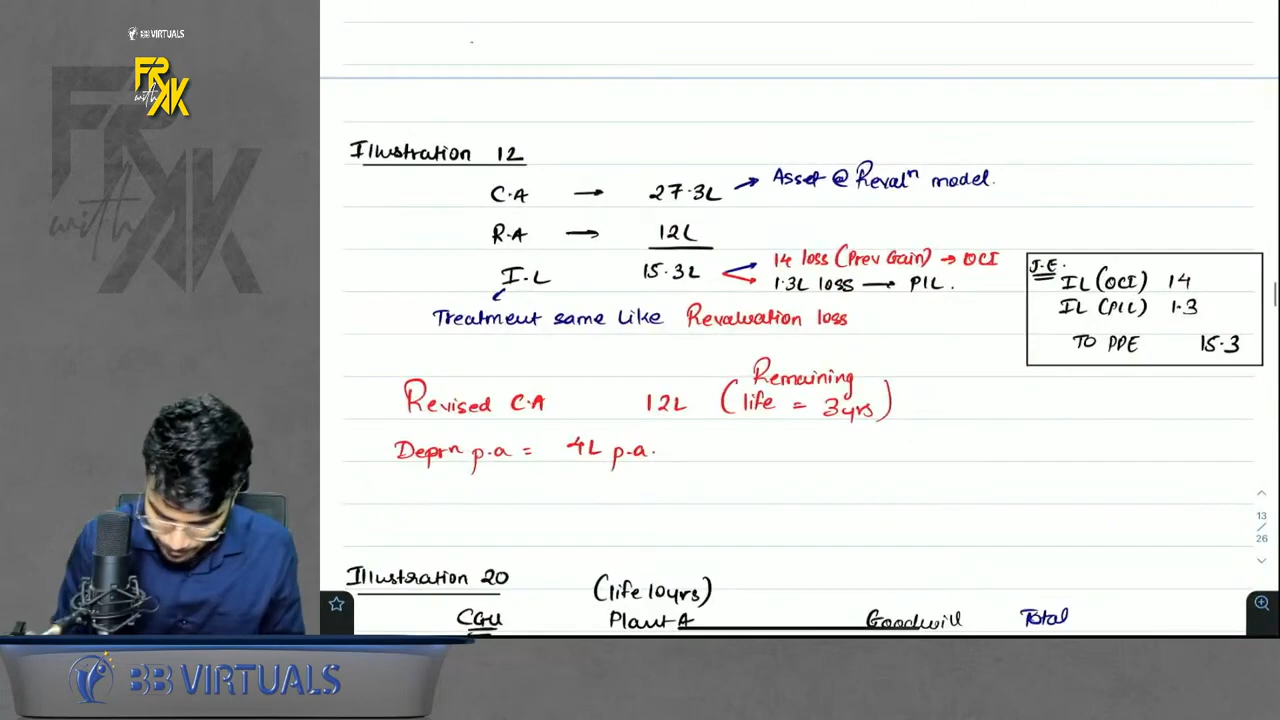 BB VIRTUALS
FR
with
AK
FR
with
AK
Illustration 12
C.A → 27.3L → Asset @ Revalⁿ model.
R.A → 12L
I.L 15.3L 14 loss (Prev Gain) → OCI
1.3L loss → P/L.
Treatment same like Revaluation loss
J.E.
IL (OCI) 14
IL (P/L) 1.3
TO PPE 15.3
Revised C.A 12L (Remaining
life = 3yrs)
Deprⁿ p.a = 4L p.a.
13
/
26
Illustration 20 (life 10yrs)
CGU Plant A Goodwill Total
BB VIRTUALS